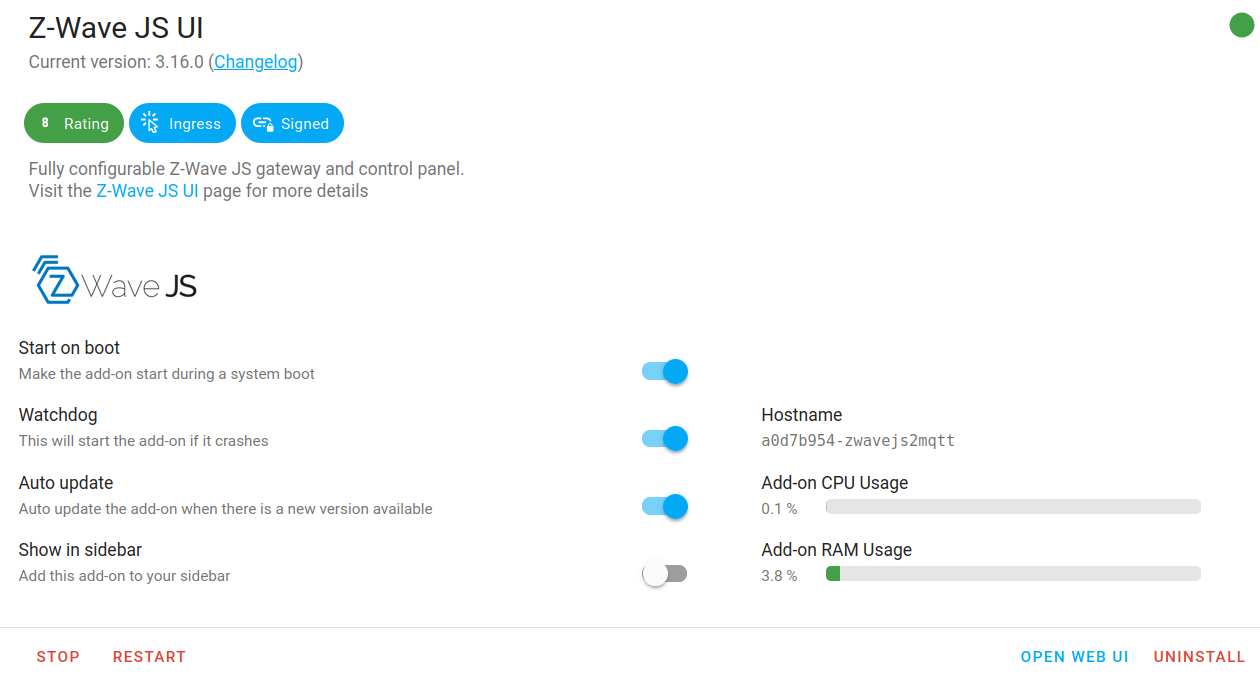 Z-Wave JS UI
Current version: 3.16.0 (Changelog)
8 Rating Ingress Signed
Fully configurable Z-Wave JS gateway and control panel.
Visit the Z-Wave JS UI page for more details
Z Wave JS
Start on boot
Make the add-on start during a system boot
Watchdog
This will start the add-on if it crashes
Hostname
a0d7b954-zwavejs2mqtt
Auto update
Auto update the add-on when there is a new version available
Add-on CPU Usage
0.1 %
Show in sidebar
Add this add-on to your sidebar
Add-on RAM Usage
3.8 %
STOP RESTART OPEN WEB UI UNINSTALL